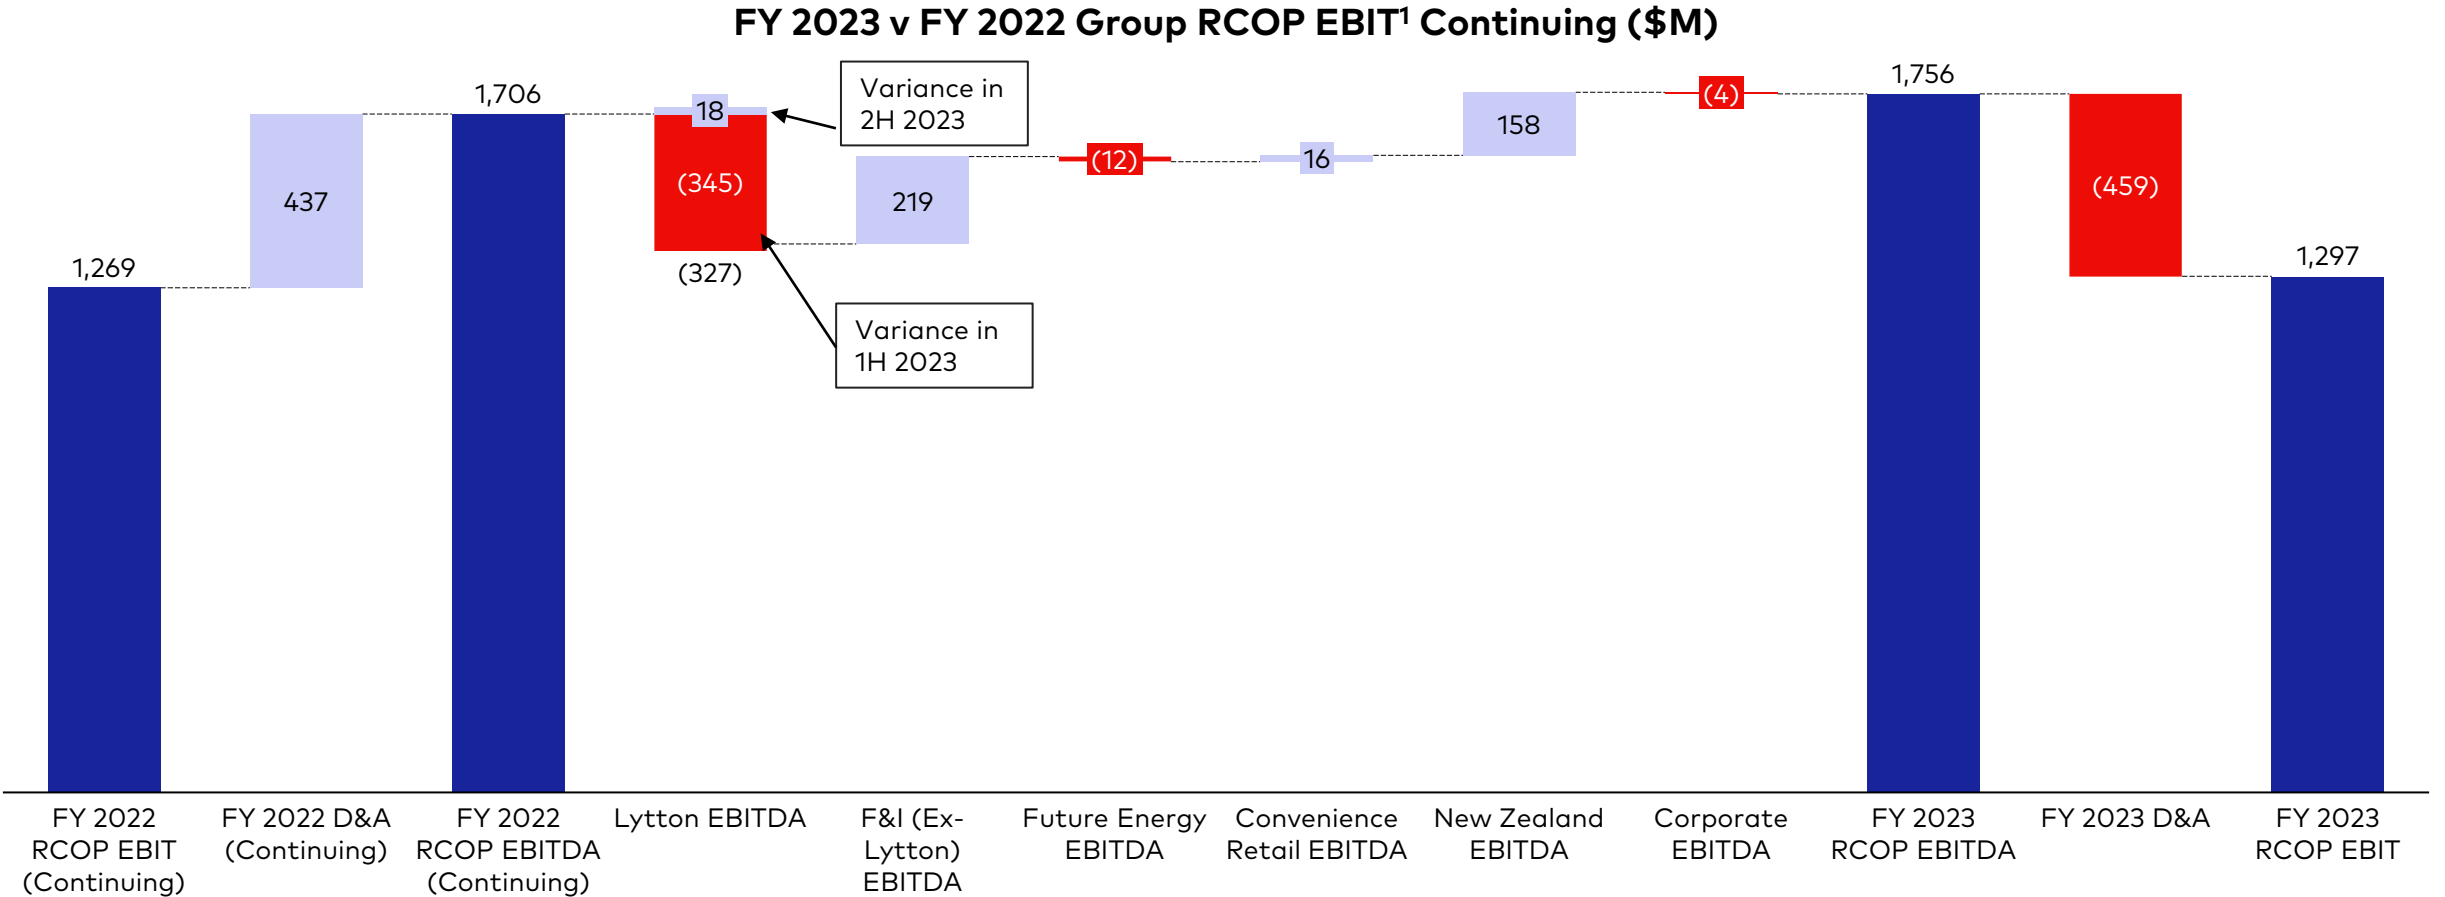 FY 2023 v FY 2022 Group RCOP EBIT¹ Continuing ($M)
1,269
437
1,706
18
(345)
(327)
Variance in
2H 2023
Variance in
1H 2023
219
(12)
16
158
(4)
1,756
(459)
1,297
FY 2022
RCOP EBIT
(Continuing)
FY 2022 D&A
(Continuing)
FY 2022
RCOP EBITDA
(Continuing)
Lytton EBITDA
F&I (Ex-
Lytton)
EBITDA
Future Energy
EBITDA
Convenience
Retail EBITDA
New Zealand
EBITDA
Corporate
EBITDA
FY 2023
RCOP EBITDA
FY 2023 D&A
FY 2023
RCOP EBIT